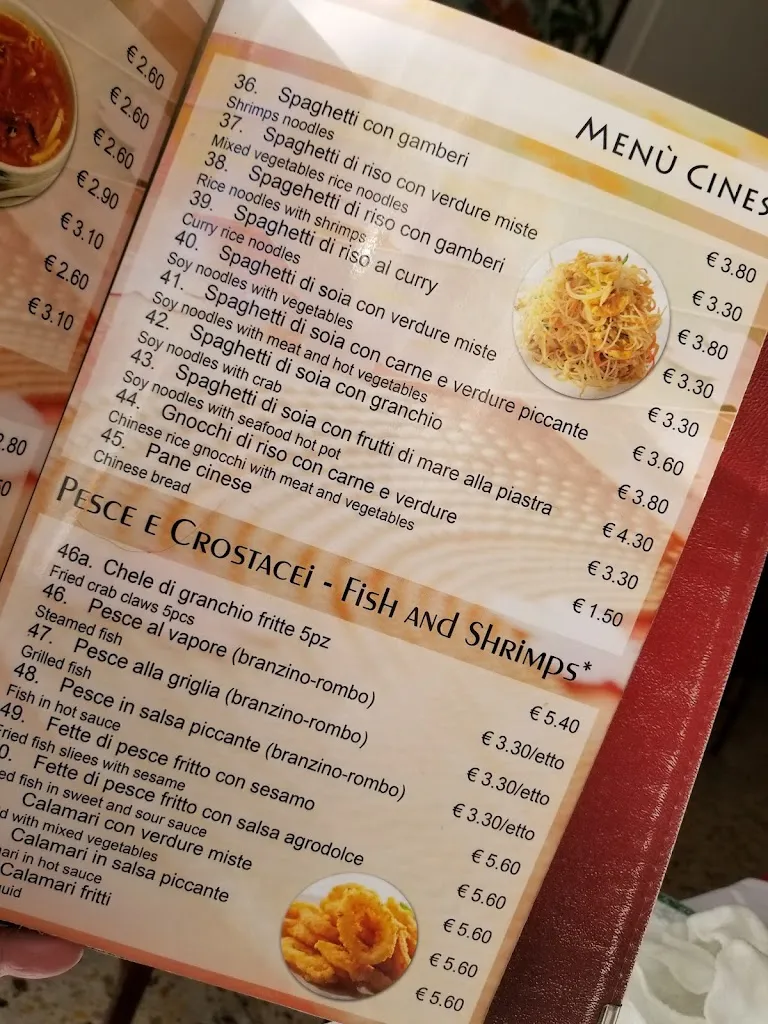 € 2.60
€ 2.60
€ 2.60
€ 2.90
€ 3.10
€ 2.60
€ 3.10
2.80
MENÙ CINES
36. Spaghetti con gamberi € 3.80
Shrimps noodles
37. Spaghetti di riso con verdure miste € 3.30
Mixed vegetables rice noodles
38. Spagehetti di riso con gamberi € 3.80
Rice noodles with shrimps
39. Spaghetti di riso al curry € 3.30
Curry rice noodles
40. Spaghetti di soia con verdure miste € 3.30
Soy noodles with vegetables
41. Spaghetti di soia con carne e verdure piccante € 3.60
Soy noodles with meat and hot vegetables
42. Spaghetti di soia con granchio € 3.80
Soy noodles with crab
43. Spaghetti di soia con frutti di mare alla piastra € 4.30
Soy noodles with seafood hot pot
44. Gnocchi di riso con carne e verdure € 3.30
Chinese rice gnocchi with meat and vegetables
45. Pane cinese € 1.50
Chinese bread
PESCE E CROSTACEI - FISH AND SHRIMPS*
46a. Chele di granchio fritte 5pz € 5.40
Fried crab claws 5pcs
46. Pesce al vapore (branzino-rombo) € 3.30/etto
Steamed fish
47. Pesce alla griglia (branzino-rombo) € 3.30/etto
Grilled fish
48. Pesce in salsa piccante (branzino-rombo) € 3.30/etto
Fish in hot sauce
49. Fette di pesce fritto con sesamo € 5.60
Fried fish sliees with sesame
0. Fette di pesce fritto con salsa agrodolce € 5.60
ed fish in sweet and sour sauce
Calamari con verdure miste € 5.60
d with mixed vegetables
Calamari in salsa piccante € 5.60
mari in hot sauce
Calamari fritti € 5.60
uid